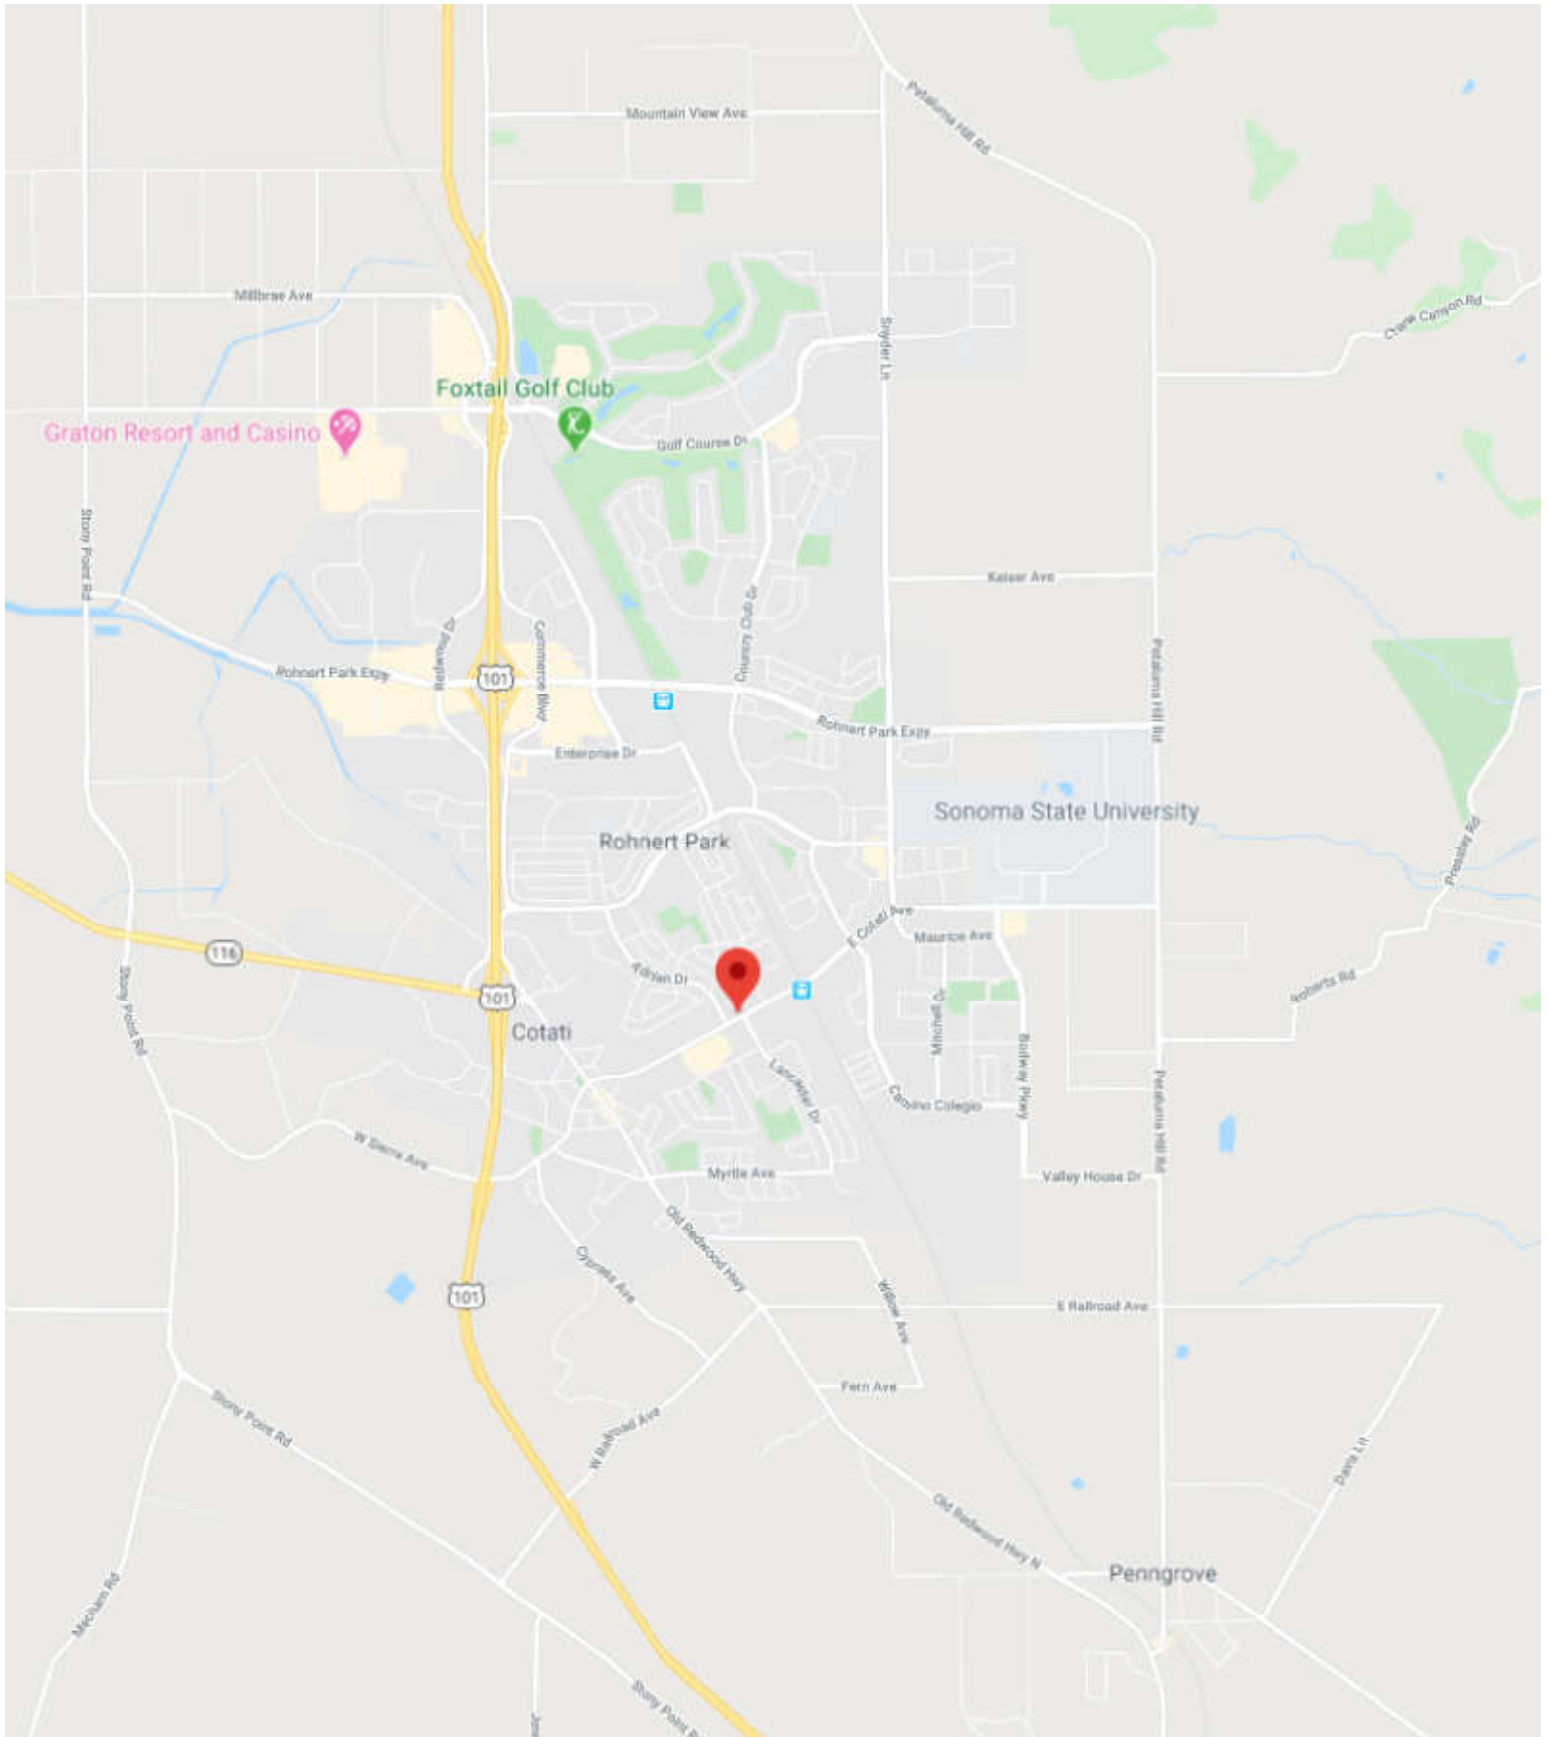 Mountain View Ave
Petaluma Hill Rd
Millbrae Ave
Crane Canyon Rd
Snyder Ln
Foxtail Golf Club
Graton Resort and Casino
Golf Course Dr
Stony Point Rd
Keiser Ave
Country Club Dr
Redwood Dr
Commerce Blvd
Petaluma Hill Rd
Rohnert Park Expy
101
Rohnert Park Expy
Enterprise Dr
Sonoma State University
Rohnert Park
Pressley Rd
E Cotati Ave
Maurice Ave
116
Adrian Dr
Stony Point Rd
101
Roberts Rd
Cotati
Mitchell Dr
Bodway Pkwy
Lancaster Dr
Camino Colegio
Petaluma Hill Rd
W Sierra Ave
Myrtle Ave
Valley House Dr
Old Redwood Hwy
Cypress Ave
101
Willow Ave
E Railroad Ave
Fern Ave
Stony Point Rd
W Railroad Ave
Davis Ln
Old Redwood Hwy N
Penngrove
Mecham Rd
Stony Point R